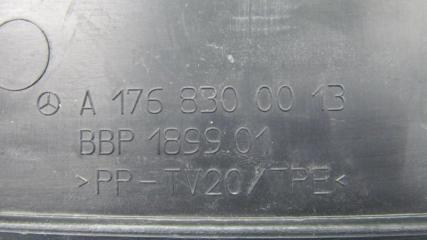 A 176 830 00 13
BBP 1899.01
>PP-TV20/TPE<